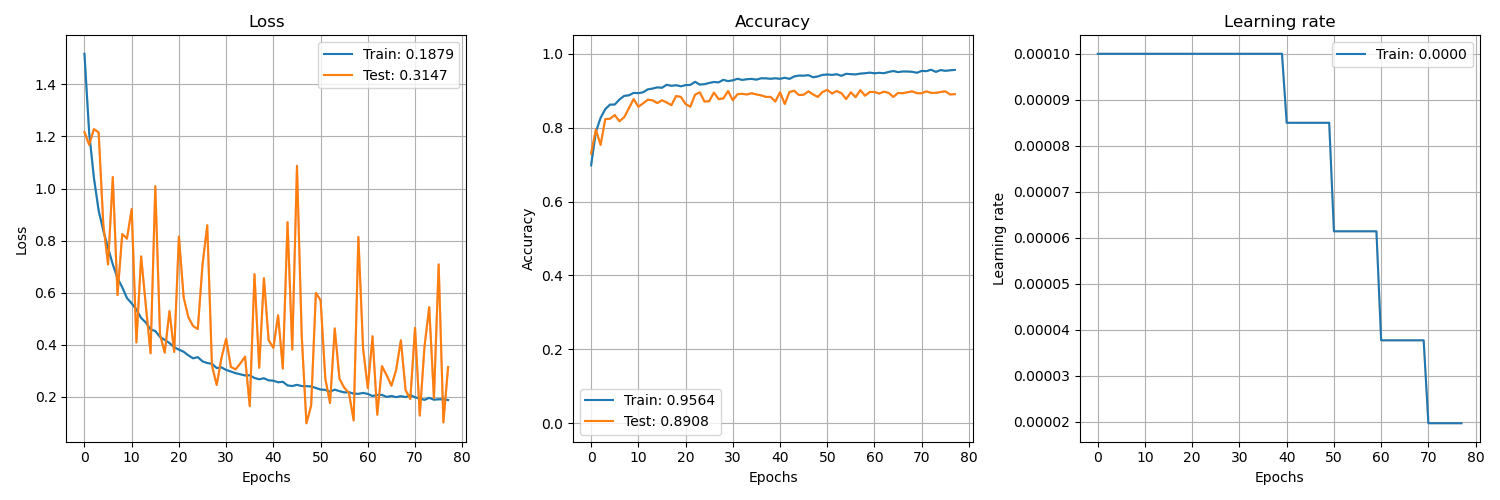 Loss
Train: 0.1879
Test: 0.3147
1.4
1.2
1.0
0.8
0.6
0.4
0.2
Loss
0 10 20 30 40 50 60 70 80
Epochs
Accuracy
1.0
0.8
0.6
0.4
0.2
0.0
Accuracy
Train: 0.9564
Test: 0.8908
0 10 20 30 40 50 60 70 80
Epochs
Learning rate
Train: 0.0000
0.00010
0.00009
0.00008
0.00007
0.00006
0.00005
0.00004
0.00003
0.00002
Learning rate
0 10 20 30 40 50 60 70 80
Epochs